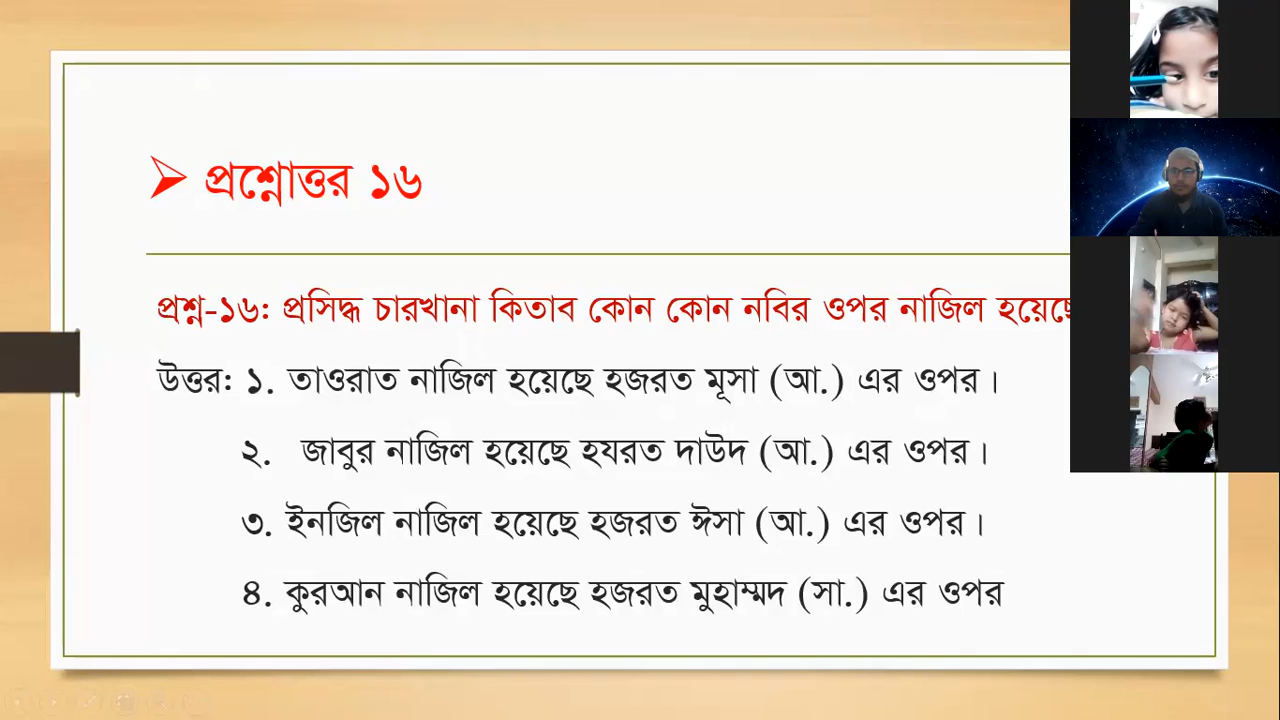 প্রশ্নোত্তর ১৬
প্রশ্ন-১৬: প্রসিদ্ধ চারখানা কিতাব কোন কোন নবির ওপর নাজিল হয়েছে
উত্তর: ১. তাওরাত নাজিল হয়েছে হজরত মূসা (আ.) এর ওপর।
২. জাবুর নাজিল হয়েছে হযরত দাউদ (আ.) এর ওপর।
৩. ইনজিল নাজিল হয়েছে হজরত ঈসা (আ.) এর ওপর।
৪. কুরআন নাজিল হয়েছে হজরত মুহাম্মদ (সা.) এর ওপর